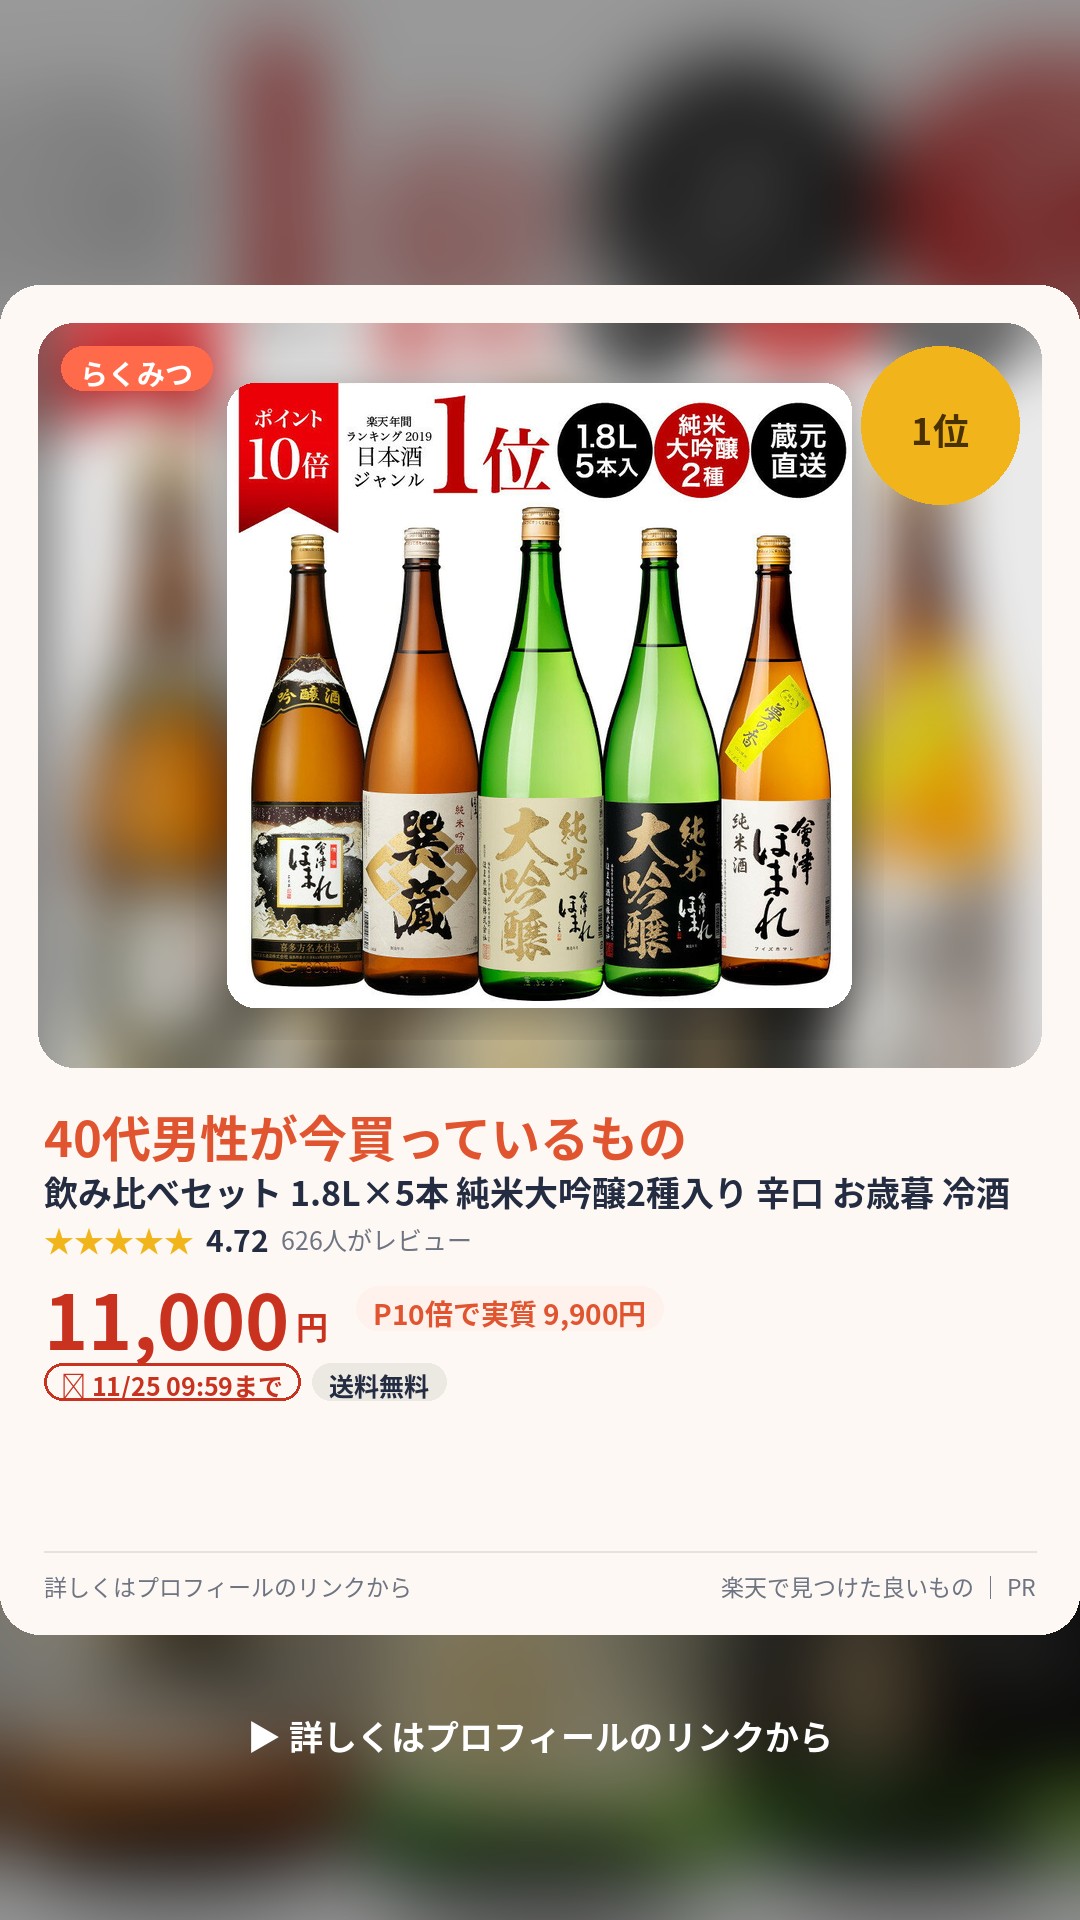 らくみつ
1位
ポイント
10倍
楽天年間
ランキング 2019
日本酒
ジャンル
1位
1.8L
5本入
純米
大吟醸
2種
蔵元
直送
吟醸酒
會津
ほまれ
喜多方名水仕込
純米吟醸
巽蔵
純米
大吟醸
會津
ほまれ
純米
大吟醸
會津
ほまれ
夢の香
純米酒
會津
ほまれ
アイズホマレ
40代男性が今買っているもの
飲み比べセット 1.8L×5本 純米大吟醸2種入り 辛口 お歳暮 冷酒
★★★★★ 4.72 626人がレビュー
11,000円 P10倍で実質 9,900円
11/25 09:59まで 送料無料
詳しくはプロフィールのリンクから
楽天で見つけた良いもの｜PR
▶ 詳しくはプロフィールのリンクから